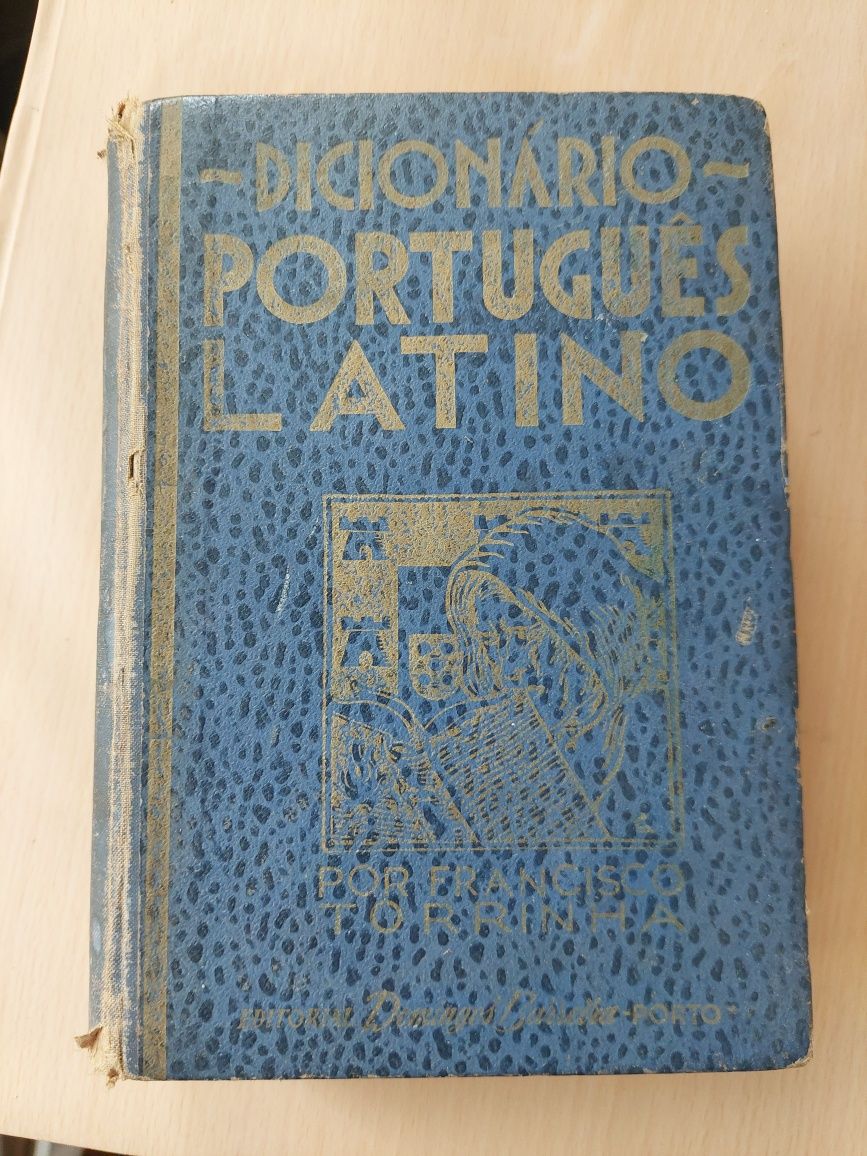 ~DICIONÁRIO~
PORTUGUÊS
LATINO
POR FRANCISCO
TORRINHA
EDITORIAL Domingos Barreira - PORTO